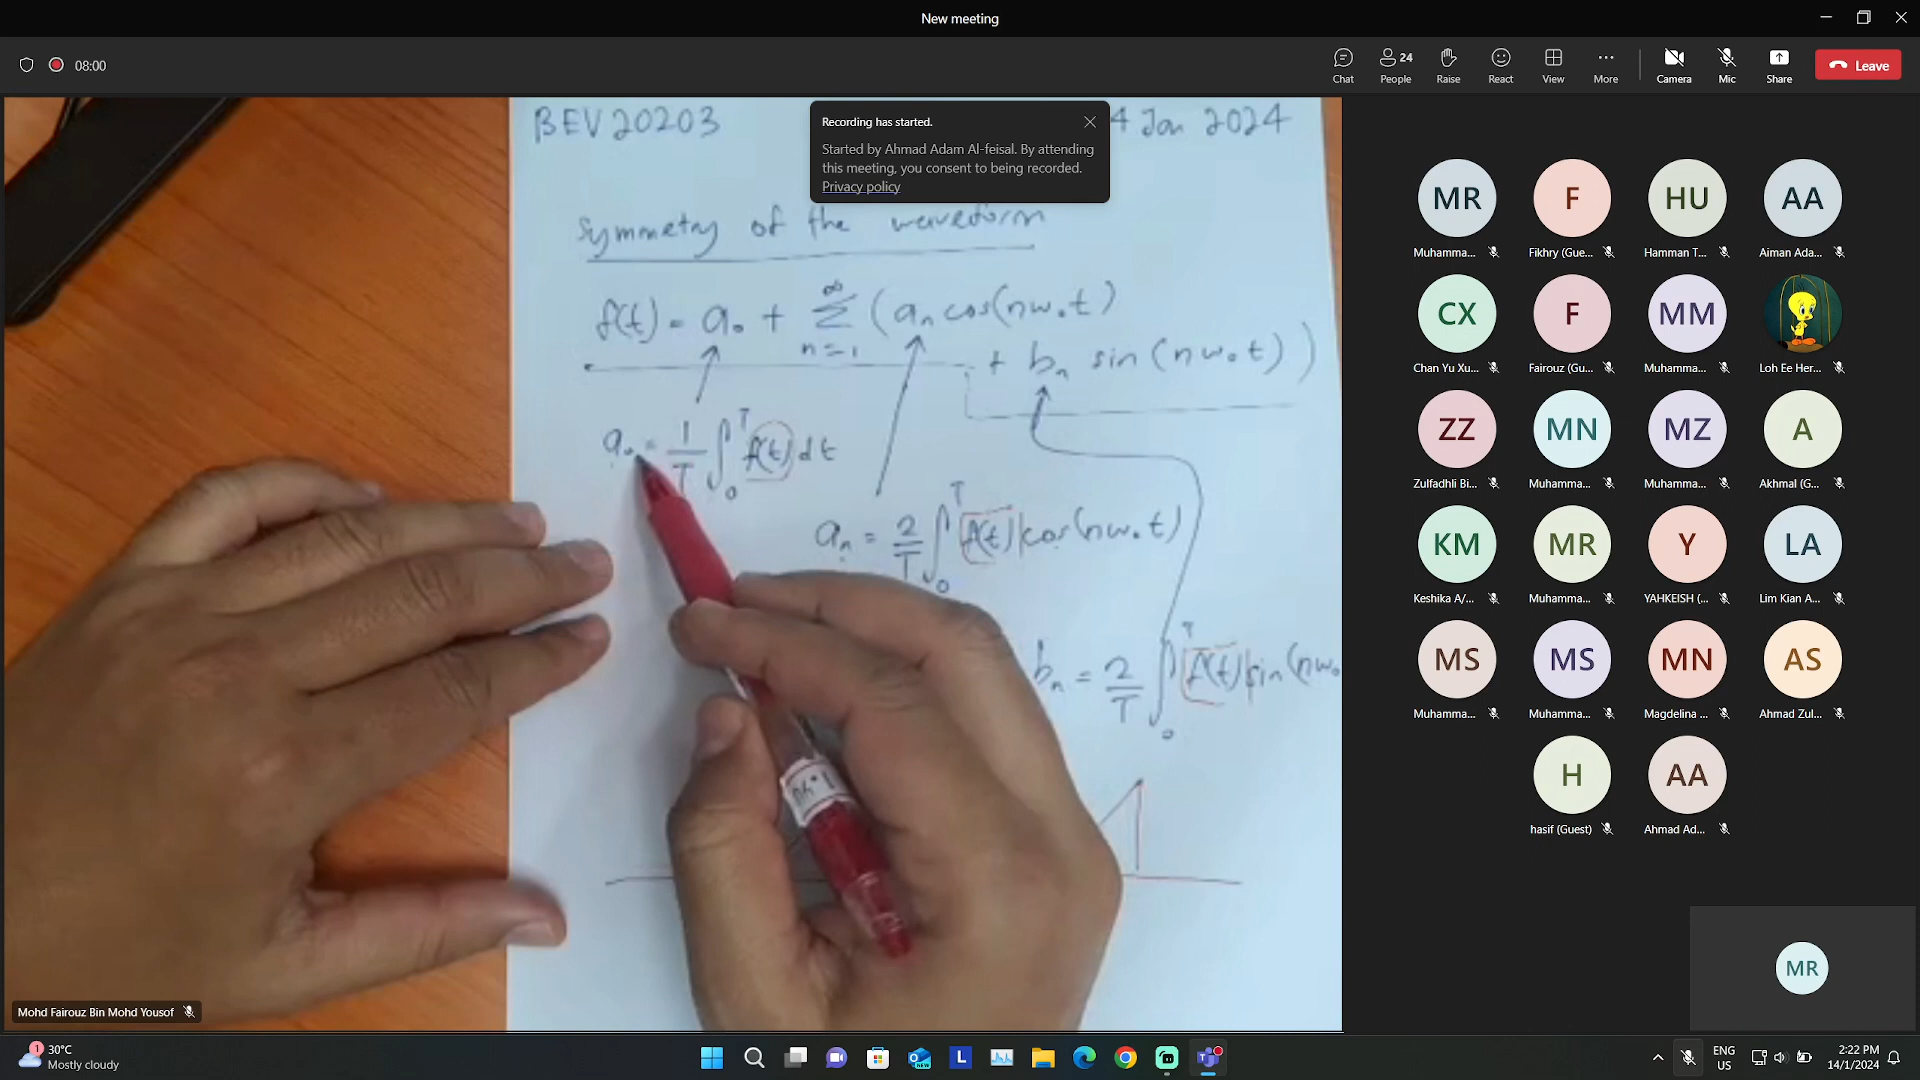 New meeting
08:00
Chat
People 24
Raise
React
View
More
Camera
Mic
Share
Leave
Recording has started.
Started by Ahmad Adam Al-feisal. By attending
this meeting, you consent to being recorded.
Privacy policy
BEV20203
4 Jan 2024
Symmetry of the waveform
f(t) = a₀ + ∞ Σ n=1 (aₙ cos(nω₀t)
+ bₙ sin(nω₀t))
a₀ = 1/T ∫₀ᵀ f(t) dt
aₙ = 2/T ∫₀ᵀ f(t) cos(nω₀t)
bₙ = 2/T ∫₀ᵀ f(t) sin(nω₀
MR F HU AA
Muhamma... Fikhry (Gue... Hamman T... Aiman Ada...
CX F MM
Chan Yu Xu... Fairouz (Gu... Muhamma... Loh Ee Her...
ZZ MN MZ A
Zulfadhli Bi... Muhamma... Muhamma... Akhmal (G...
KM MR Y LA
Keshika A/... Muhamma... YAHKEISH (... Lim Kian A...
MS MS MN AS
Muhamma... Muhamma... Magdelina ... Ahmad Zul...
H AA
hasif (Guest) Ahmad Ad...
MR
Mohd Fairouz Bin Mohd Yousof
1
30°C
Mostly cloudy
NEW
L
ENG
US
2:22 PM
14/1/2024